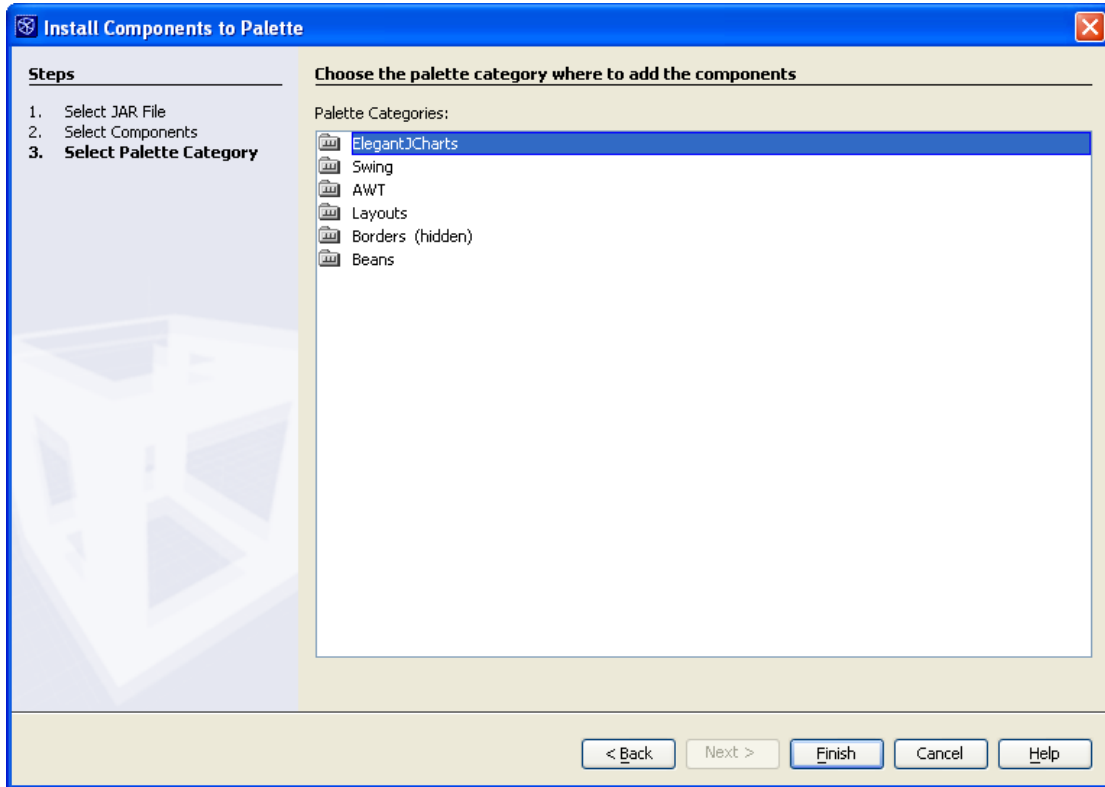 Install Components to Palette
Steps
1. Select JAR File
2. Select Components
3. Select Palette Category
Choose the palette category where to add the components
Palette Categories:
ElegantJCharts
Swing
AWT
Layouts
Borders (hidden)
Beans
< Back
Next >
Finish
Cancel
Help